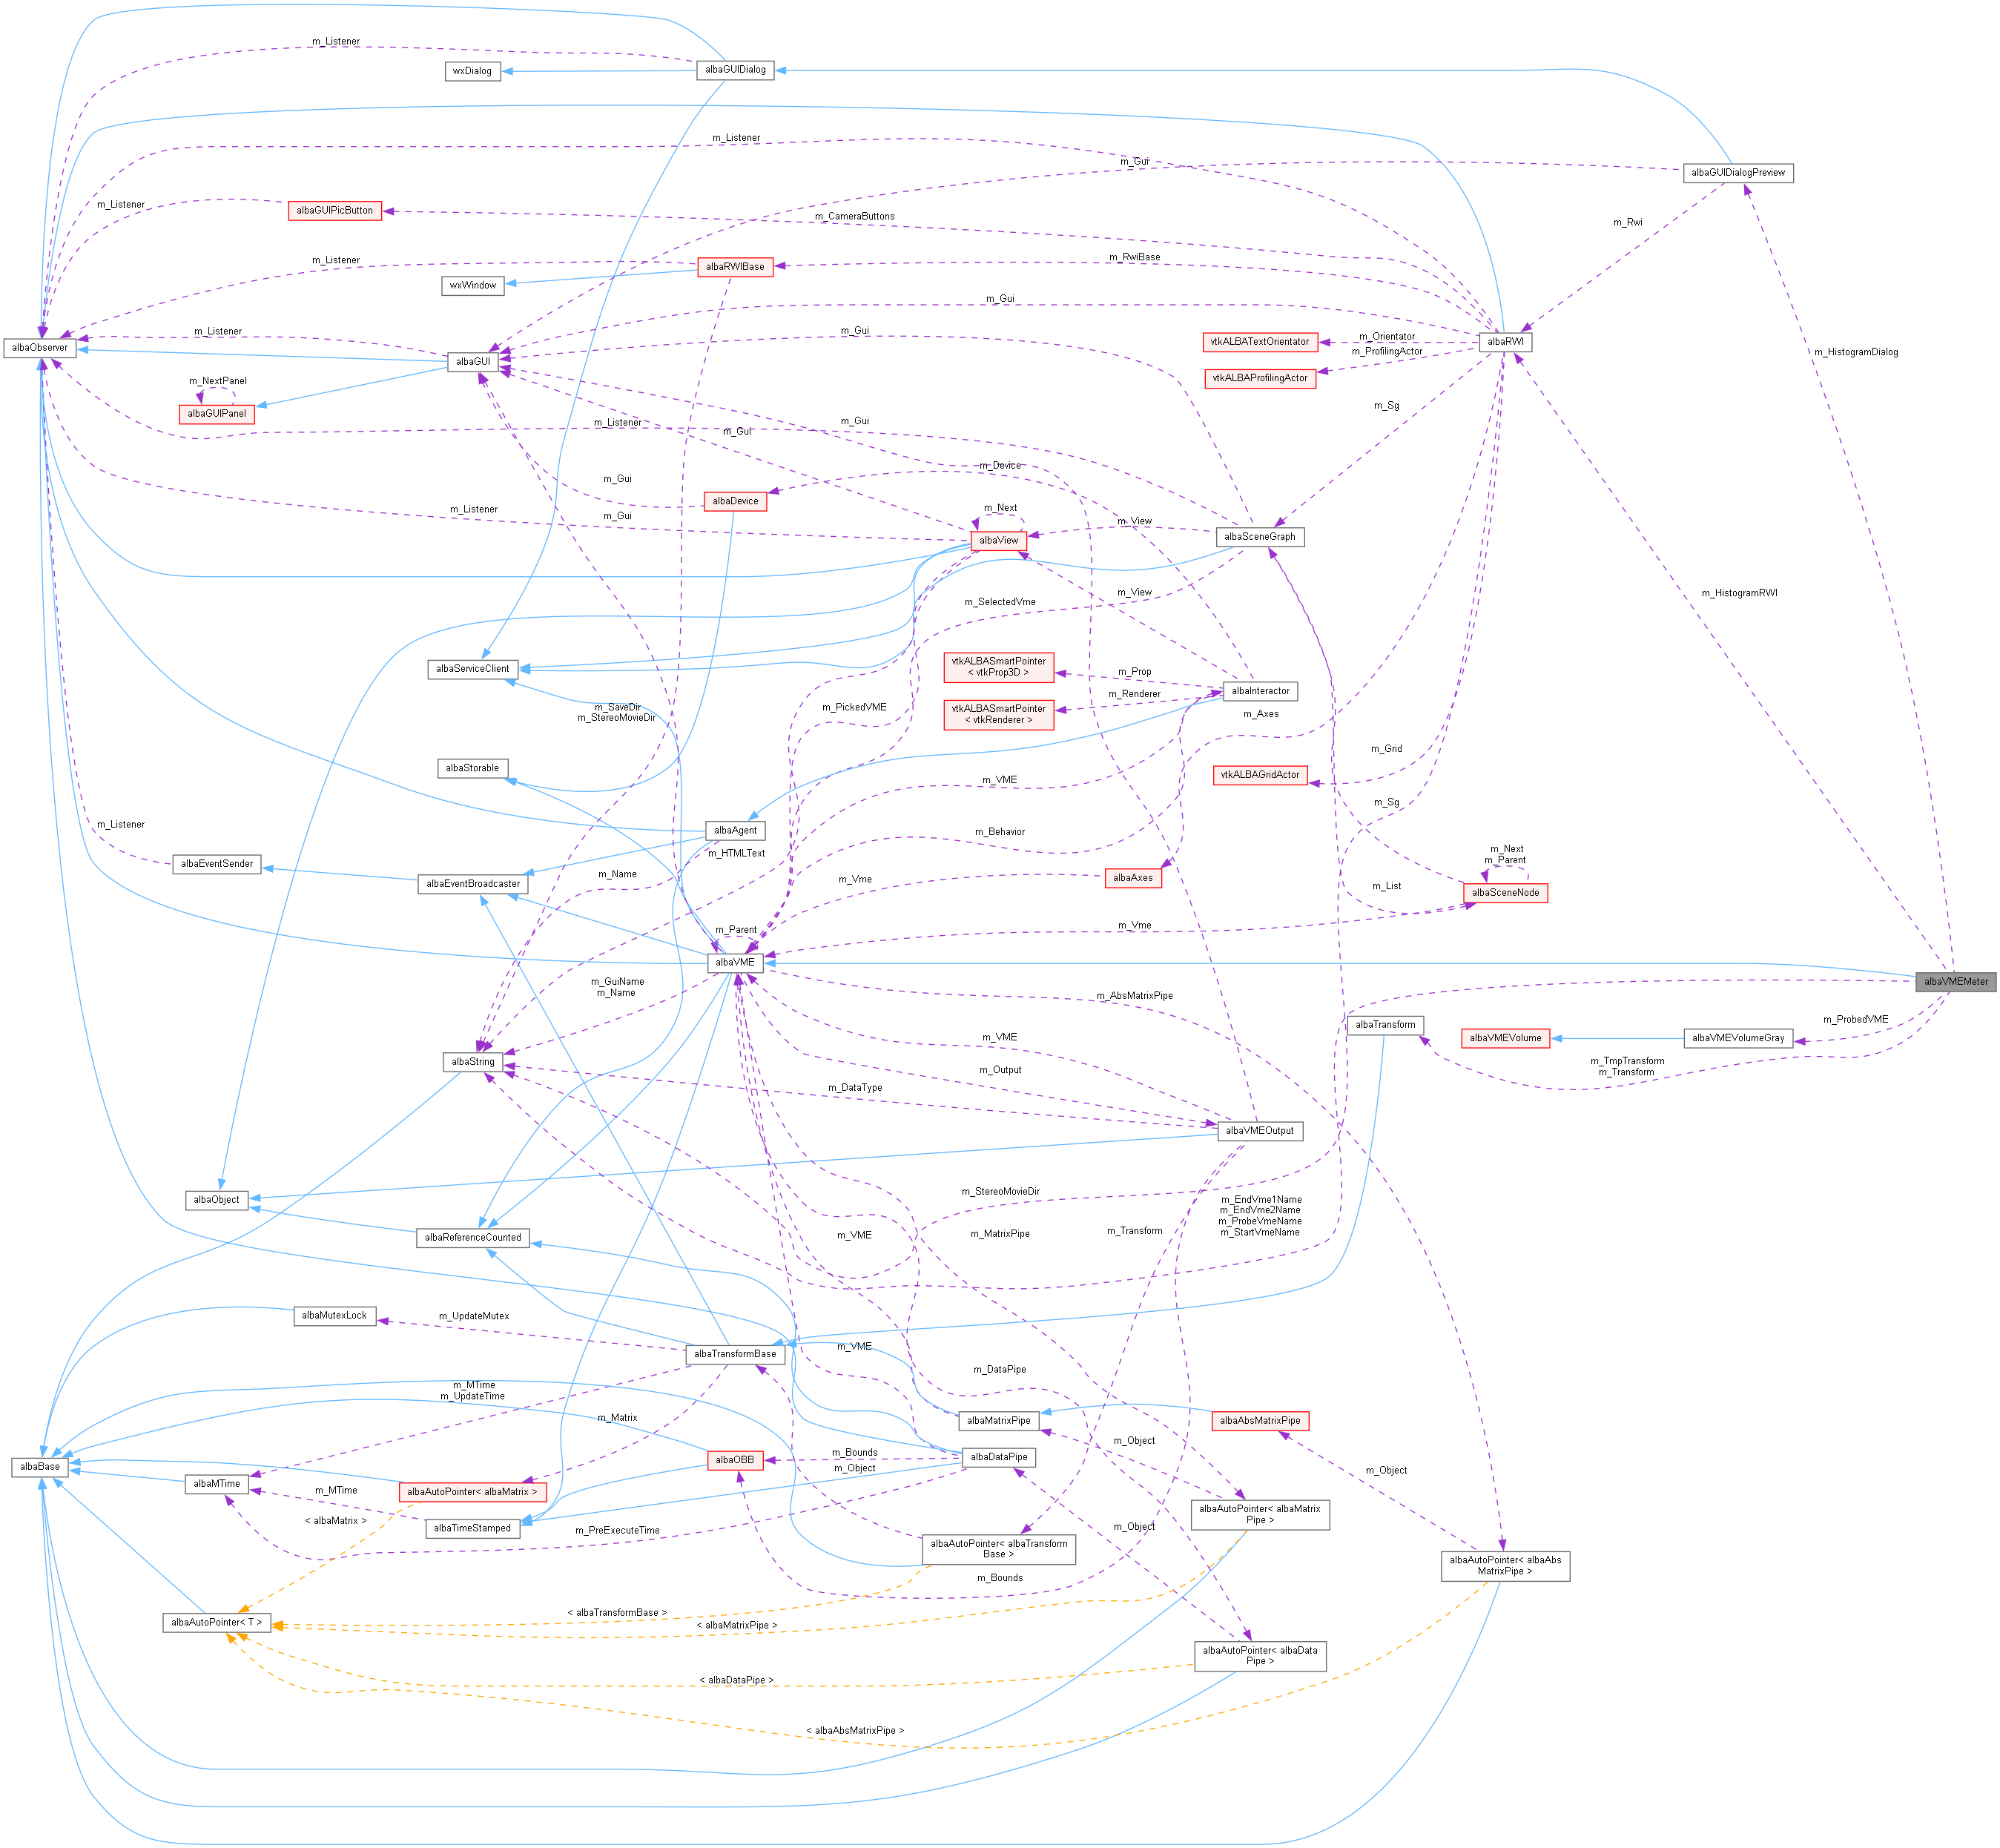 m_Listener
wxDialog
albaGUIDialog
m_Listener
m_Gui
albaGUIDialogPreview
m_Listener
albaGUIPicButton
m_CameraButtons
m_Rwi
m_Listener
albaRWIBase
m_RwiBase
wxWindow
m_Gui
m_Listener
m_Gui
vtkALBATextOrientator
m_Orientator
albaRWI
albaObserver
albaGUI
m_ProfilingActor
m_HistogramDialog
vtkALBAProfilingActor
m_NextPanel
albaGUIPanel
m_Sg
m_Listener
m_Gui
m_Gui
m_Device
m_Gui
albaDevice
m_Listener
m_Next
m_Gui
m_View
albaView
albaSceneGraph
m_SelectedVme
m_View
m_HistogramRWI
albaServiceClient
vtkALBASmartPointer
< vtkProp3D >
m_Prop
albaInteractor
m_Renderer
vtkALBASmartPointer
< vtkRenderer >
m_SaveDir
m_StereoMovieDir
m_PickedVME
m_Axes
m_Grid
albaStorable
m_VME
vtkALBAGridActor
m_Sg
m_Listener
albaAgent
m_Behavior
m_HTMLText
albaEventSender
m_Name
albaEventBroadcaster
m_Vme
albaAxes
m_Next
m_Parent
albaSceneNode
m_List
m_Parent
m_Vme
albaVME
m_GuiName
m_Name
m_AbsMatrixPipe
albaVMEMeter
m_ProbedVME
albaTransform
m_VME
albaVMEVolume
albaVMEVolumeGray
albaString
m_Output
m_TmpTransform
m_Transform
m_DataType
albaVMEOutput
albaObject
m_StereoMovieDir
m_EndVme1Name
m_EndVme2Name
m_ProbeVmeName
m_StartVmeName
albaReferenceCounted
m_VME
m_MatrixPipe
m_Transform
albaMutexLock
m_UpdateMutex
albaTransformBase
m_VME
m_DataPipe
m_MTime
m_UpdateTime
m_Matrix
albaMatrixPipe
albaAbsMatrixPipe
albaBase
albaOBB
m_Bounds
albaDataPipe
m_Object
m_Object
m_Object
albaMTime
m_MTime
albaAutoPointer< albaMatrix >
albaAutoPointer< albaMatrix
Pipe >
< albaMatrix >
albaTimeStamped
m_PreExecuteTime
m_Object
albaAutoPointer< albaTransform
Base >
albaAutoPointer< albaAbs
MatrixPipe >
m_Bounds
albaAutoPointer< T >
< albaTransformBase >
< albaMatrixPipe >
albaAutoPointer< albaData
Pipe >
< albaDataPipe >
< albaAbsMatrixPipe >